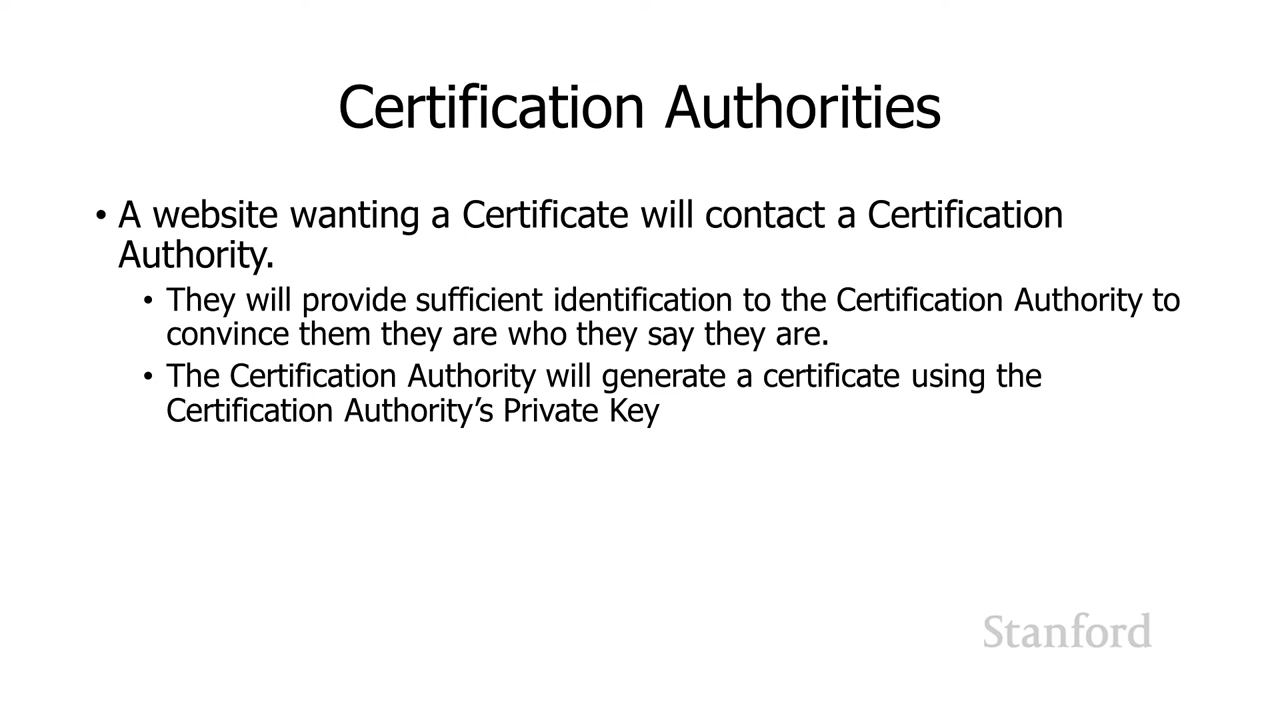 Certification Authorities
• A website wanting a Certificate will contact a Certification
Authority.
• They will provide sufficient identification to the Certification Authority to
convince them they are who they say they are.
• The Certification Authority will generate a certificate using the
Certification Authority’s Private Key
Stanford